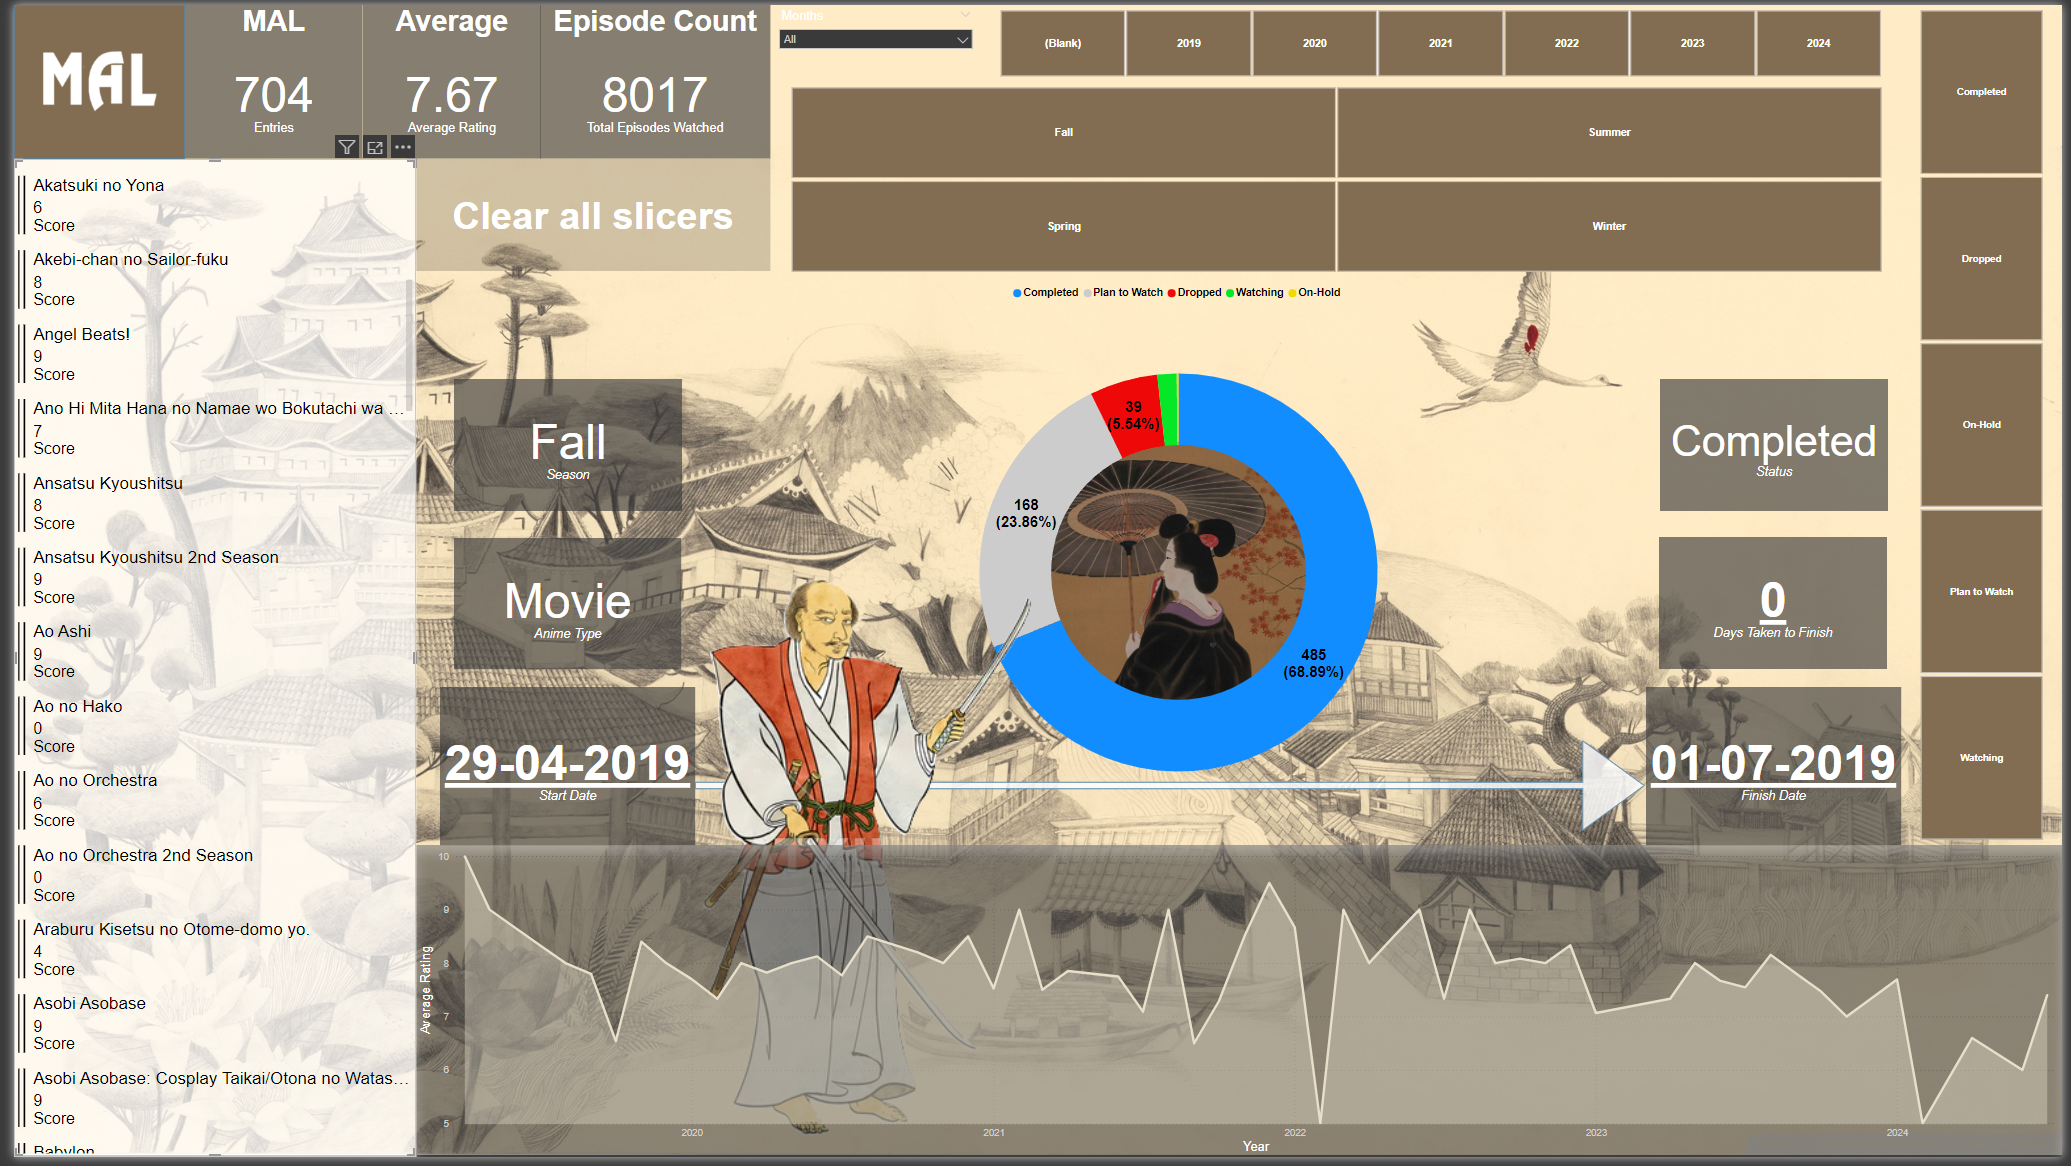 MAL
MAL
704
Entries
Average
7.67
Average Rating
Episode Count
8017
Total Episodes Watched
Months
All
(Blank)
2019
2020
2021
2022
2023
2024
Fall
Summer
Spring
Winter
Completed
Dropped
On-Hold
Plan to Watch
Watching
Clear all slicers
Akatsuki no Yona
6
Score
Akebi-chan no Sailor-fuku
8
Score
Angel Beats!
9
Score
Ano Hi Mita Hana no Namae wo Bokutachi wa ...
7
Score
Ansatsu Kyoushitsu
8
Score
Ansatsu Kyoushitsu 2nd Season
9
Score
Ao Ashi
9
Score
Ao no Hako
0
Score
Ao no Orchestra
6
Score
Ao no Orchestra 2nd Season
0
Score
Araburu Kisetsu no Otome-domo yo.
4
Score
Asobi Asobase
9
Score
Asobi Asobase: Cosplay Taikai/Otona no Watas...
9
Score
Babylon
Completed Plan to Watch Dropped Watching On-Hold
39
(5.54%)
168
(23.86%)
485
(68.89%)
Fall
Season
Movie
Anime Type
29-04-2019
Start Date
Completed
Status
0
Days Taken to Finish
01-07-2019
Finish Date
Average Rating
10
9
8
7
6
5
2020
2021
2022
2023
2024
Year